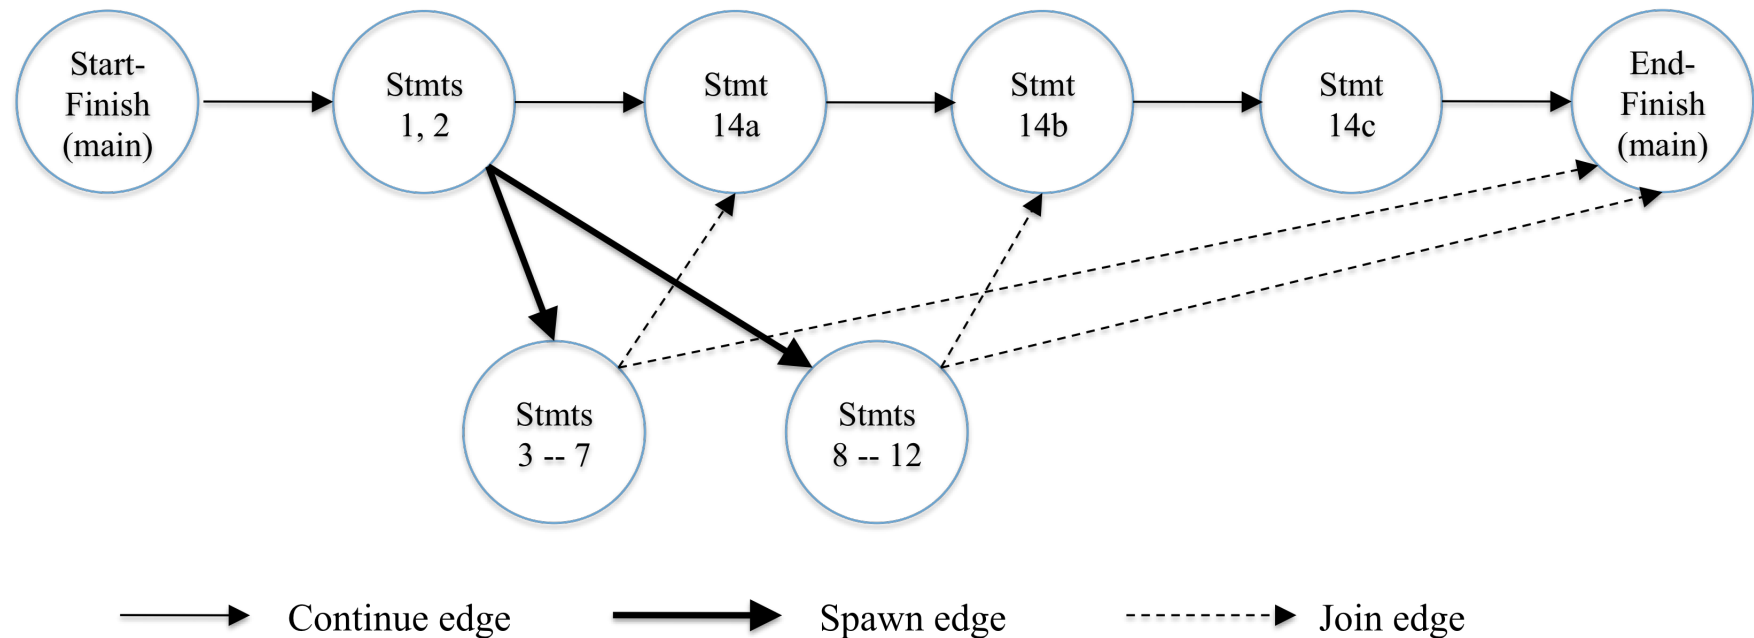 Start-
Finish
(main)
Stmts
1, 2
Stmt
14a
Stmt
14b
Stmt
14c
End-
Finish
(main)
Stmts
3 -- 7
Stmts
8 -- 12
Continue edge
Spawn edge
Join edge